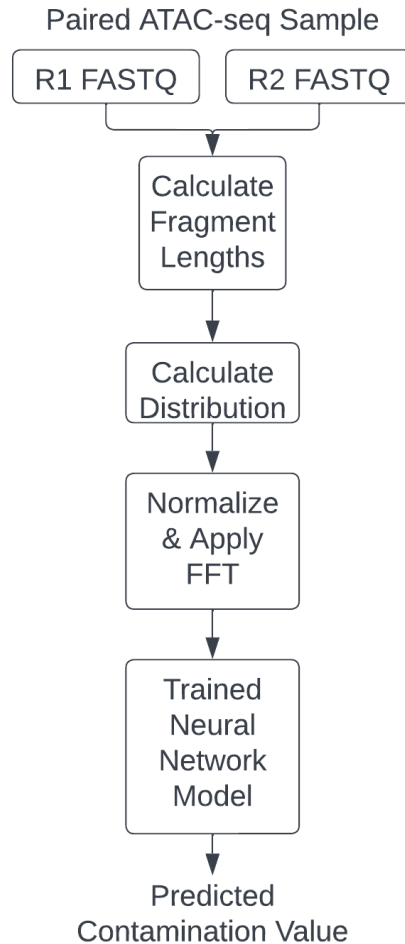 Paired ATAC-seq Sample
R1 FASTQ
R2 FASTQ
Calculate
Fragment
Lengths
Calculate
Distribution
Normalize
& Apply
FFT
Trained
Neural
Network
Model
Predicted
Contamination Value